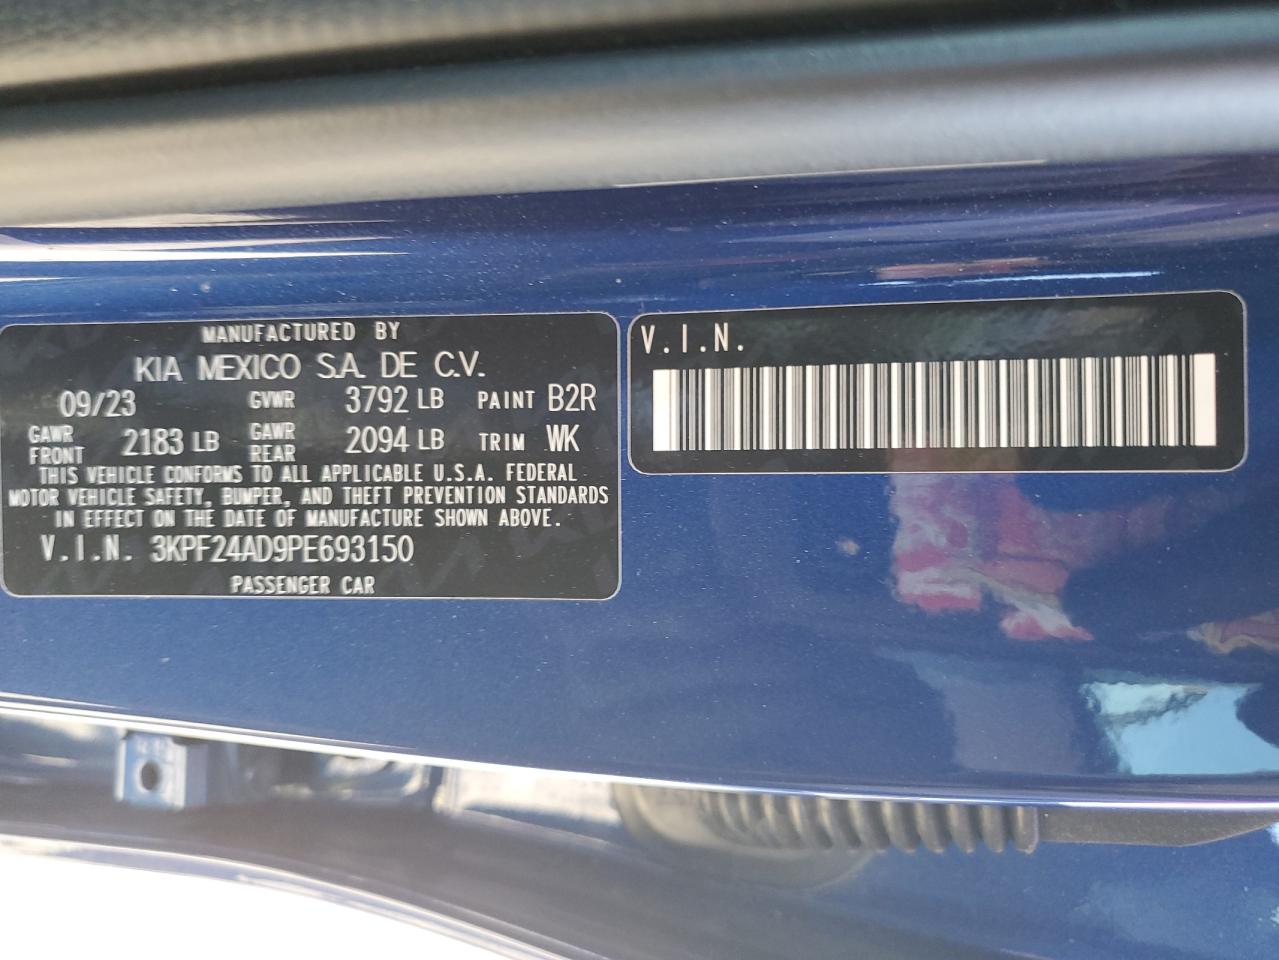 MANUFACTURED BY
KIA MEXICO S.A. DE C.V.
09/23 GVWR 3792 LB PAINT B2R
GAWR FRONT 2183 LB GAWR REAR 2094 LB TRIM WK
THIS VEHICLE CONFORMS TO ALL APPLICABLE U.S.A. FEDERAL
MOTOR VEHICLE SAFETY, BUMPER, AND THEFT PREVENTION STANDARDS
IN EFFECT ON THE DATE OF MANUFACTURE SHOWN ABOVE.
V.I.N. 3KPF24AD9PE693150
PASSENGER CAR
V.I.N.